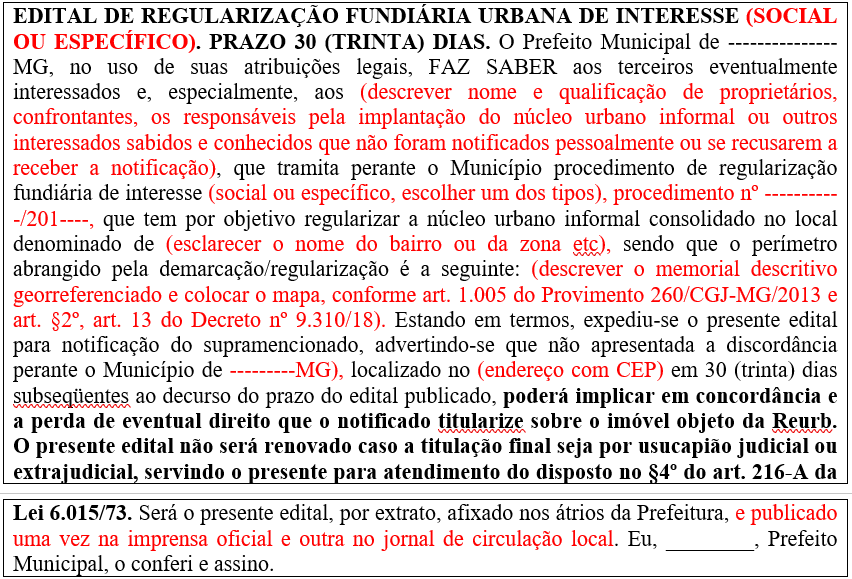 EDITAL DE REGULARIZAÇÃO FUNDIÁRIA URBANA DE INTERESSE (SOCIAL
OU ESPECÍFICO). PRAZO 30 (TRINTA) DIAS. O Prefeito Municipal de ---------------
MG, no uso de suas atribuições legais, FAZ SABER aos terceiros eventualmente
interessados e, especialmente, aos (descrever nome e qualificação de proprietários,
confrontantes, os responsáveis pela implantação do núcleo urbano informal ou outros
interessados sabidos e conhecidos que não foram notificados pessoalmente ou se recusarem a
receber a notificação), que tramita perante o Município procedimento de regularização
fundiária de interesse (social ou específico, escolher um dos tipos), procedimento nº ----------
-/201----, que tem por objetivo regularizar a núcleo urbano informal consolidado no local
denominado de (esclarecer o nome do bairro ou da zona etc), sendo que o perímetro
abrangido pela demarcação/regularização é a seguinte: (descrever o memorial descritivo
georreferenciado e colocar o mapa, conforme art. 1.005 do Provimento 260/CGJ-MG/2013 e
art. §2º, art. 13 do Decreto nº 9.310/18). Estando em termos, expediu-se o presente edital
para notificação do supramencionado, advertindo-se que não apresentada a discordância
perante o Município de ---------MG), localizado no (endereço com CEP) em 30 (trinta) dias
subseqüentes ao decurso do prazo do edital publicado, poderá implicar em concordância e
a perda de eventual direito que o notificado titularize sobre o imóvel objeto da Reurb.
O presente edital não será renovado caso a titulação final seja por usucapião judicial ou
extrajudicial, servindo o presente para atendimento do disposto no §4º do art. 216-A da
Lei 6.015/73. Será o presente edital, por extrato, afixado nos átrios da Prefeitura, e publicado
uma vez na imprensa oficial e outra no jornal de circulação local. Eu, _________, Prefeito
Municipal, o conferi e assino.